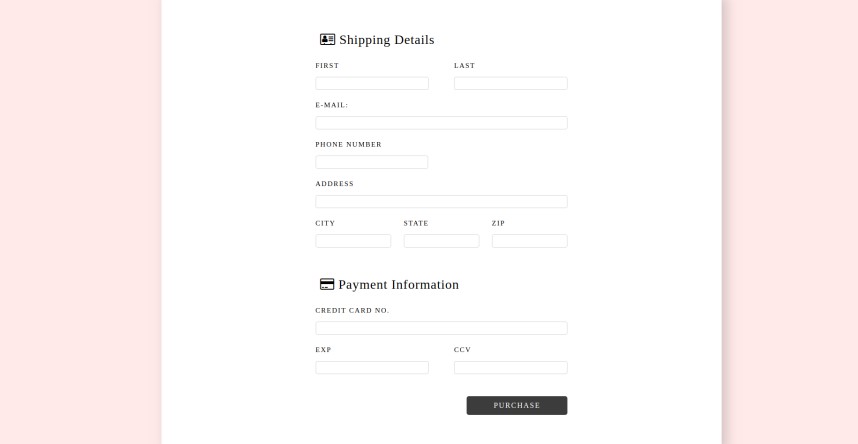 Shipping Details
FIRST LAST
E-MAIL:
PHONE NUMBER
ADDRESS
CITY STATE ZIP
Payment Information
CREDIT CARD NO.
EXP CCV
PURCHASE